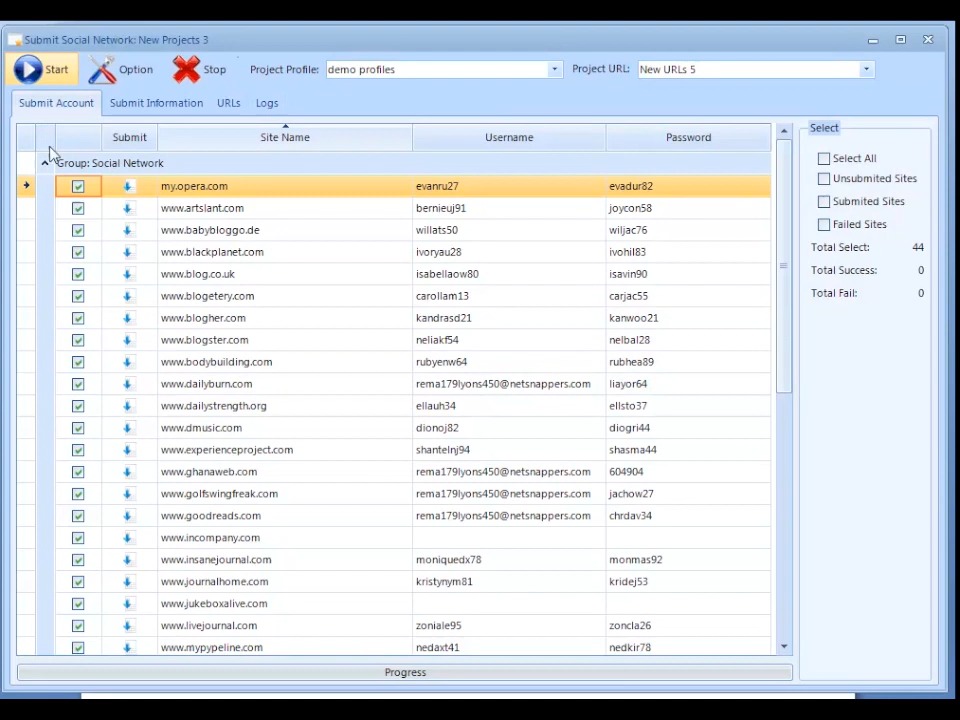 Submit Social Network: New Projects 3
Start Option Stop Project Profile: demo profiles Project URL: New URLs 5
Submit Account Submit Information URLs Logs
Submit Site Name Username Password
Group: Social Network
my.opera.com evanru27 evadur82
www.artslant.com bernieuj91 joycon58
www.babybloggo.de willats50 wiljac76
www.blackplanet.com ivoryau28 ivohil83
www.blog.co.uk isabellaow80 isavin90
www.blogetery.com carollam13 carjac55
www.blogher.com kandrasd21 kanwoo21
www.blogster.com neliakf54 nelbal28
www.bodybuilding.com rubyenw64 rubhea89
www.dailyburn.com rema179lyons450@netsnappers.com liayor64
www.dailystrength.org ellauh34 ellsto37
www.dmusic.com dionoj82 diogri44
www.experienceproject.com shantelnj94 shasma44
www.ghanaweb.com rema179lyons450@netsnappers.com 604904
www.golfswingfreak.com rema179lyons450@netsnappers.com jachow27
www.goodreads.com rema179lyons450@netsnappers.com chrdav34
www.incompany.com
www.insanejournal.com moniquedx78 monmas92
www.journalhome.com kristynym81 kridej53
www.jukeboxalive.com
www.livejournal.com zoniale95 zoncla26
www.mypypeline.com nedaxt41 nedkir78
Progress
Select
Select All
Unsubmited Sites
Submited Sites
Failed Sites
Total Select: 44
Total Success: 0
Total Fail: 0